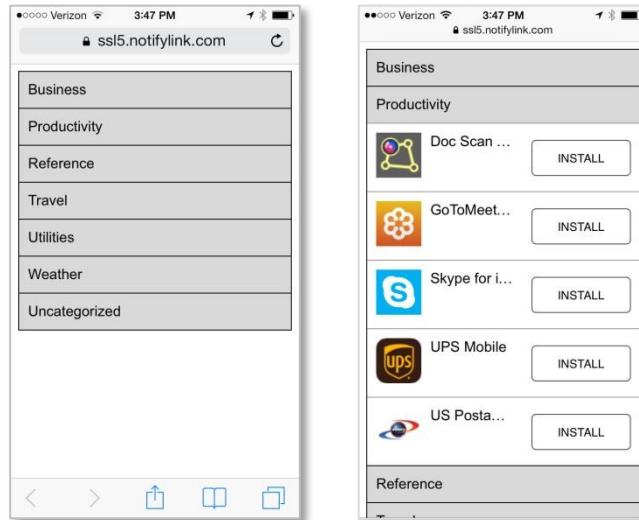 ●○○○○ Verizon 3:47 PM
ssl5.notifylink.com
Business
Productivity
Reference
Travel
Utilities
Weather
Uncategorized
●●○○○ Verizon 3:47 PM
ssl5.notifylink.com
Business
Productivity
Doc Scan ...
INSTALL
GoToMeet...
INSTALL
S
Skype for i...
INSTALL
ups
UPS Mobile
INSTALL
US Posta...
INSTALL
Reference